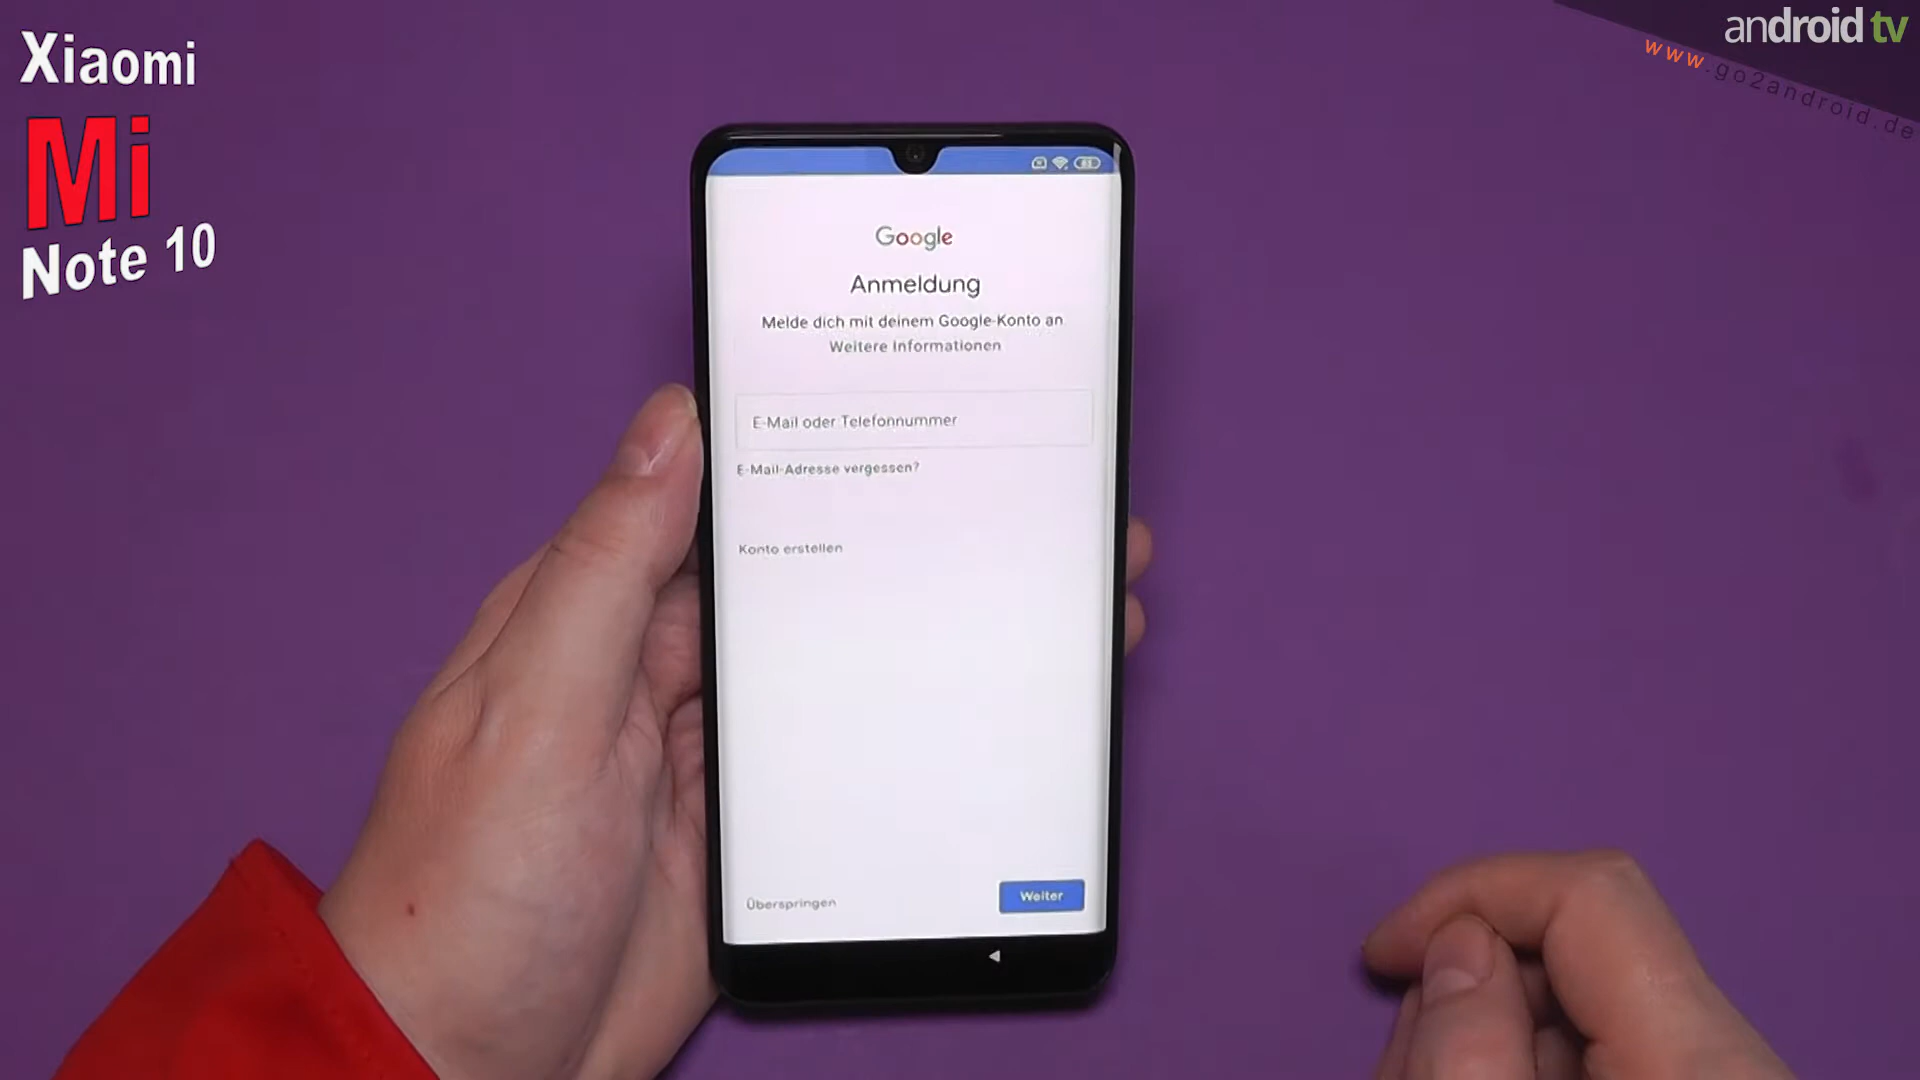 Xiaomi
Mi
Note 10
android tv
www.go2android.de
Google
Anmeldung
Melde dich mit deinem Google-Konto an
Weitere Informationen
E-Mail oder Telefonnummer
E-Mail-Adresse vergessen?
Konto erstellen
Überspringen
Weiter